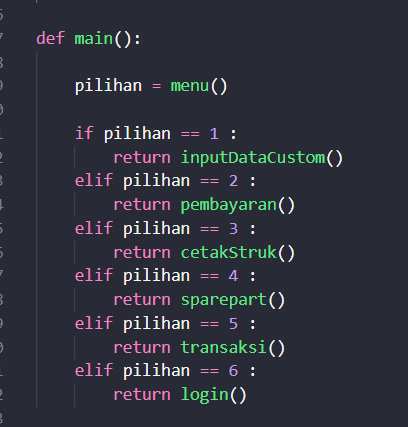 def main():
pilihan = menu()
if pilihan == 1 :
return inputDataCustom()
elif pilihan == 2 :
return pembayaran()
elif pilihan == 3 :
return cetakStruk()
elif pilihan == 4 :
return sparepart()
elif pilihan == 5 :
return transaksi()
elif pilihan == 6 :
return login()